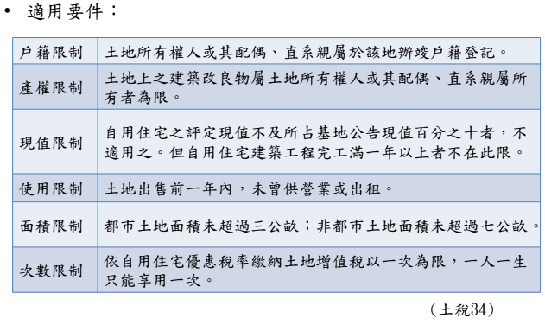 • 適用要件：
戶籍限制 土地所有權人或其配偶、直系親屬於該地辦竣戶籍登記。
產權限制 土地上之建築改良物屬土地所有權人或其配偶、直系親屬所
有者為限。
現值限制 自用住宅之評定現值不及所占基地公告現值百分之十者，不
適用之。但自用住宅建築工程完工滿一年以上者不在此限。
使用限制 土地出售前一年內，未曾供營業或出租。
面積限制 都市土地面積未超過三公畝；非都市土地面積未超過七公畝。
次數限制 依自用住宅優惠稅率繳納土地增值稅以一次為限，一人一生
只能享用一次。
(土稅34)